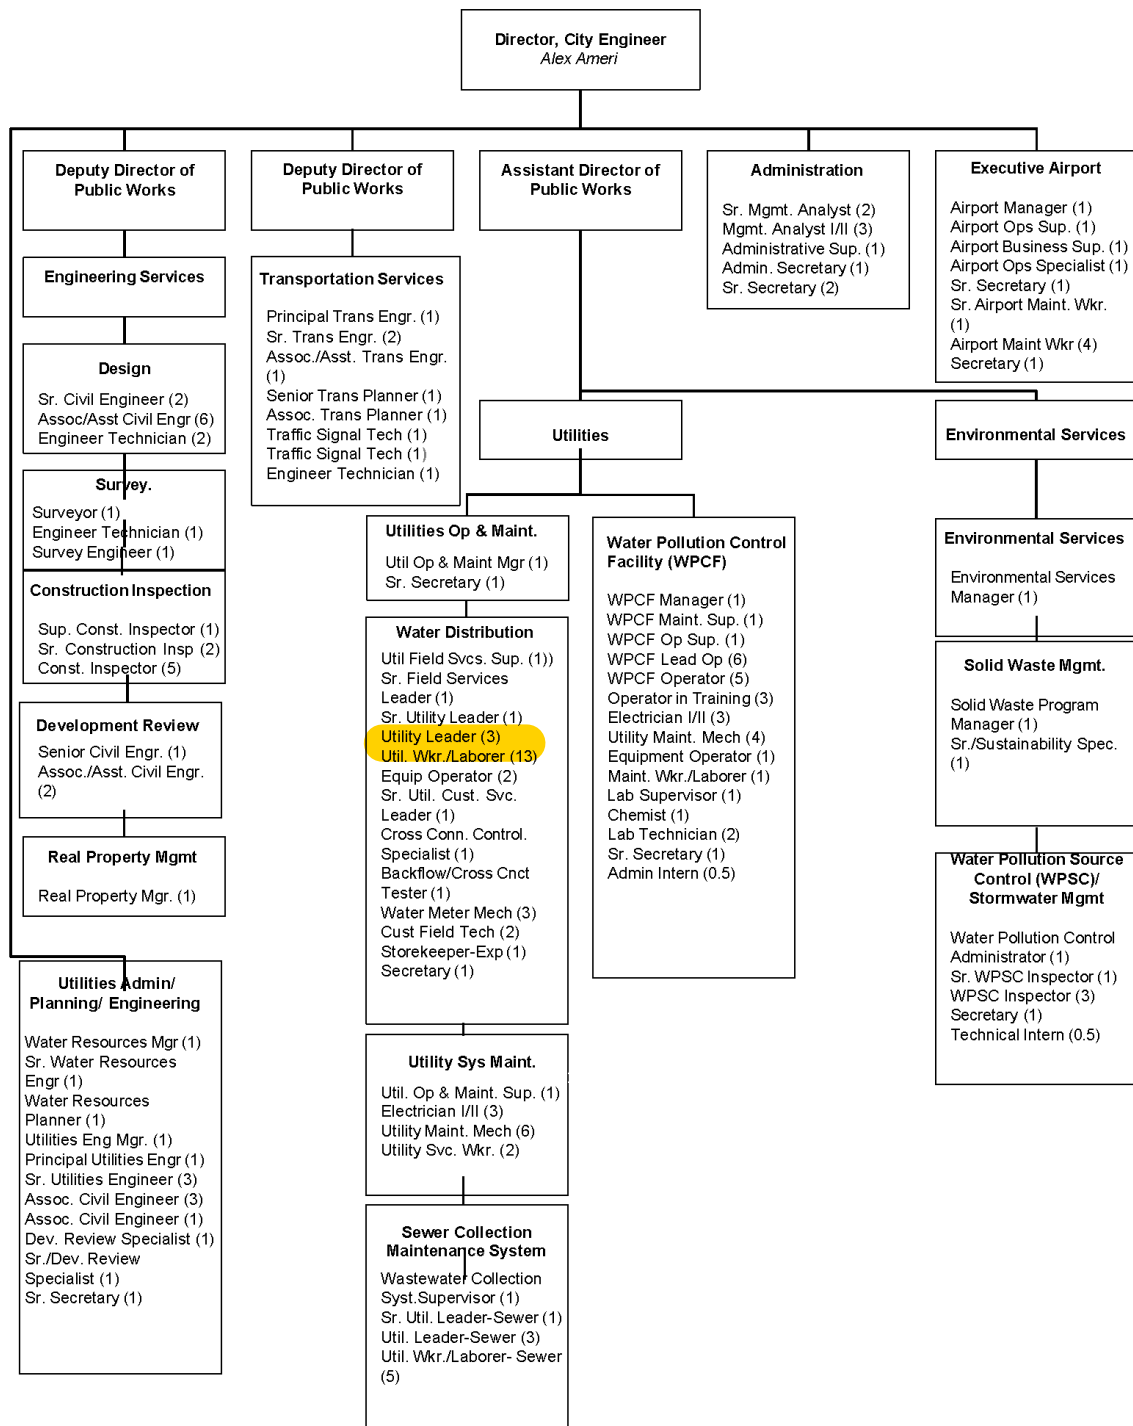 Director, City Engineer
Alex Ameri
Deputy Director of
Public Works
Deputy Director of
Public Works
Assistant Director of
Public Works
Administration
Sr. Mgmt. Analyst (2)
Mgmt. Analyst I/II (3)
Administrative Sup. (1)
Admin. Secretary (1)
Sr. Secretary (2)
Executive Airport
Airport Manager (1)
Airport Ops Sup. (1)
Airport Business Sup. (1)
Airport Ops Specialist (1)
Sr. Secretary (1)
Sr. Airport Maint. Wkr.
(1)
Airport Maint Wkr (4)
Secretary (1)
Engineering Services
Design
Sr. Civil Engineer (2)
Assoc/Asst Civil Engr (6)
Engineer Technician (2)
Survey.
Surveyor (1)
Engineer Technician (1)
Survey Engineer (1)
Construction Inspection
Sup. Const. Inspector (1)
Sr. Construction Insp (2)
Const. Inspector (5)
Development Review
Senior Civil Engr. (1)
Assoc./Asst. Civil Engr.
(2)
Real Property Mgmt
Real Property Mgr. (1)
Utilities Admin/
Planning/ Engineering
Water Resources Mgr (1)
Sr. Water Resources
Engr (1)
Water Resources
Planner (1)
Utilities Eng Mgr. (1)
Principal Utilities Engr (1)
Sr. Utilities Engineer (3)
Assoc. Civil Engineer (3)
Assoc. Civil Engineer (1)
Dev. Review Specialist (1)
Sr./Dev. Review
Specialist (1)
Sr. Secretary (1)
Transportation Services
Principal Trans Engr. (1)
Sr. Trans Engr. (2)
Assoc./Asst. Trans Engr.
(1)
Senior Trans Planner (1)
Assoc. Trans Planner (1)
Traffic Signal Tech (1)
Traffic Signal Tech (1)
Engineer Technician (1)
Utilities
Utilities Op & Maint.
Util Op & Maint Mgr (1)
Sr. Secretary (1)
Water Distribution
Util Field Svcs. Sup. (1))
Sr. Field Services
Leader (1)
Sr. Utility Leader (1)
Utility Leader (3)
Util. Wkr./Laborer (13)
Equip Operator (2)
Sr. Util. Cust. Svc.
Leader (1)
Cross Conn. Control.
Specialist (1)
Backflow/Cross Cnct
Tester (1)
Water Meter Mech (3)
Cust Field Tech (2)
Storekeeper-Exp (1)
Secretary (1)
Utility Sys Maint.
Util. Op & Maint. Sup. (1)
Electrician I/II (3)
Utility Maint. Mech (6)
Utility Svc. Wkr. (2)
Sewer Collection
Maintenance System
Wastewater Collection
Syst.Supervisor (1)
Sr. Util. Leader-Sewer (1)
Util. Leader-Sewer (3)
Util. Wkr./Laborer- Sewer
(5)
Water Pollution Control
Facility (WPCF)
WPCF Manager (1)
WPCF Maint. Sup. (1)
WPCF Op Sup. (1)
WPCF Lead Op (6)
WPCF Operator (5)
Operator in Training (3)
Electrician I/II (3)
Utility Maint. Mech (4)
Equipment Operator (1)
Maint. Wkr./Laborer (1)
Lab Supervisor (1)
Chemist (1)
Lab Technician (2)
Sr. Secretary (1)
Admin Intern (0.5)
Environmental Services
Environmental Services
Environmental Services
Manager (1)
Solid Waste Mgmt.
Solid Waste Program
Manager (1)
Sr./Sustainability Spec.
(1)
Water Pollution Source
Control (WPSC)/
Stormwater Mgmt
Water Pollution Control
Administrator (1)
Sr. WPSC Inspector (1)
WPSC Inspector (3)
Secretary (1)
Technical Intern (0.5)